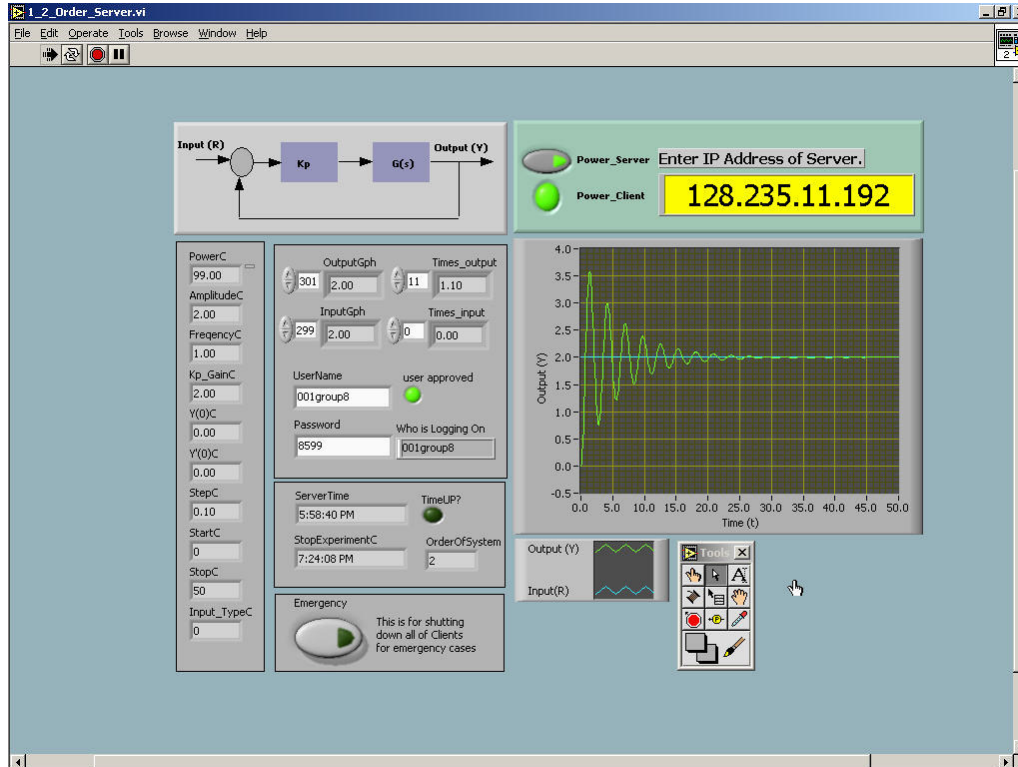 1_2_Order_Server.vi
File Edit Operate Tools Browse Window Help
2
Input (R)
Output (Y)
Kp
G(s)
Power_Server
Enter IP Address of Server.
Power_Client
128.235.11.192
PowerC
99.00
AmplitudeC
2.00
FreqencyC
1.00
Kp_GainC
2.00
Y(0)C
0.00
Y'(0)C
0.00
StepC
0.10
StartC
0
StopC
50
Input_TypeC
0
OutputGph
301
2.00
Times_output
11
1.10
InputGph
299
2.00
Times_input
0
0.00
UserName
001group8
user approved
Password
8599
Who is Logging On
001group8
ServerTime
5:58:40 PM
TimeUP?
StopExperimentC
7:24:08 PM
OrderOfSystem
2
Emergency
This is for shutting
down all of Clients
for emergency cases
Output (Y)
4.0
3.5
3.0
2.5
2.0
1.5
1.0
0.5
0.0
-0.5
0.0 5.0 10.0 15.0 20.0 25.0 30.0 35.0 40.0 45.0 50.0
Time (t)
Output (Y)
Input(R)
Tools
A
P